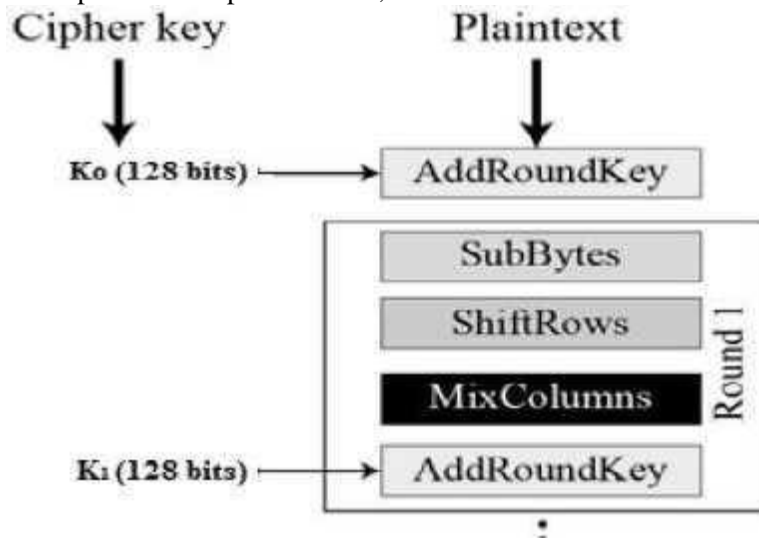 Cipher key
Plaintext
K0 (128 bits)
AddRoundKey
SubBytes
ShiftRows
MixColumns
Round 1
K1 (128 bits)
AddRoundKey